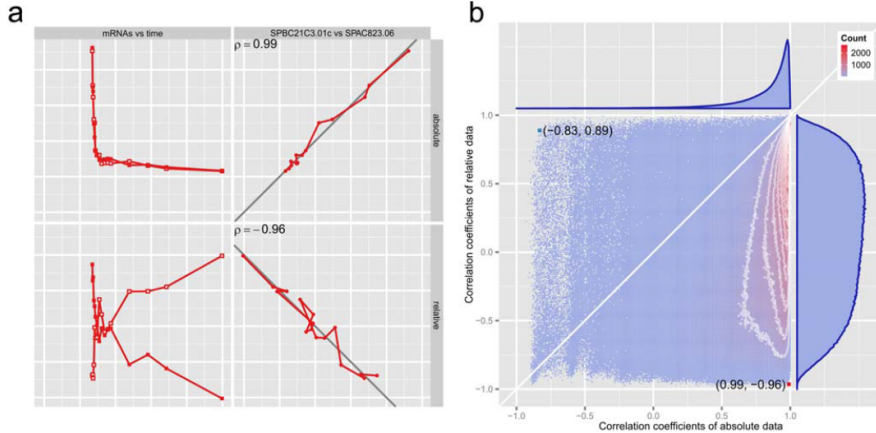 a
mRNAs vs time
SPBC21C3.01c vs SPAC823.06
ρ = 0.99
absolute
ρ = −0.96
relative
b
Count
2000
1000
Correlation coefficients of relative data
1.0
0.5
0.0
−0.5
−1.0
(−0.83, 0.89)
(0.99, −0.96)
−1.0 −0.5 0.0 0.5 1.0
Correlation coefficients of absolute data